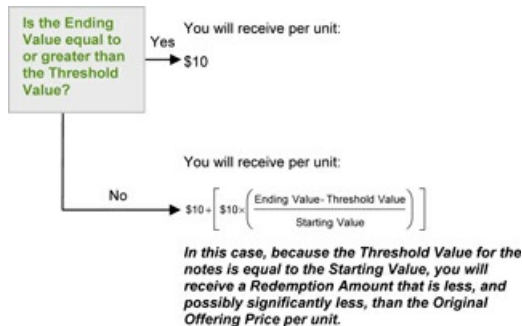 Is the Ending
Value equal to
or greater than
the Threshold
Value?
Yes
You will receive per unit:
$10
No
You will receive per unit:
$10+[$10×(Ending Value-Threshold Value
Starting Value)]
In this case, because the Threshold Value for the
notes is equal to the Starting Value, you will
receive a Redemption Amount that is less, and
possibly significantly less, than the Original
Offering Price per unit.